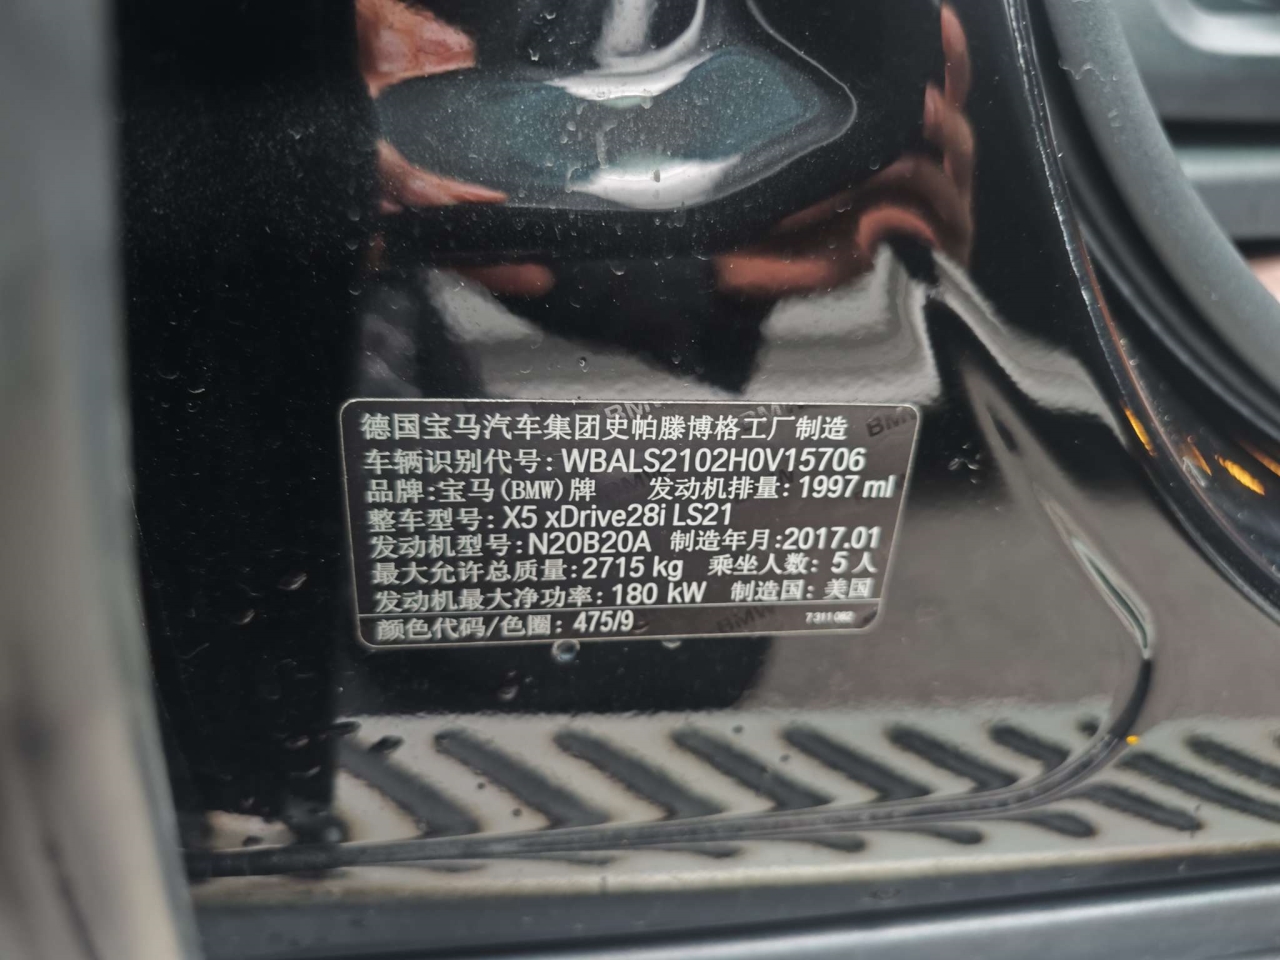 德国宝马汽车集团史帕滕博格工厂制造
车辆识别代号: WBALS2102H0V15706
品牌: 宝马(BMW)牌 发动机排量: 1997 ml
整车型号: X5 xDrive28i LS21
发动机型号: N20B20A 制造年月: 2017.01
最大允许总质量: 2715 kg 乘坐人数: 5人
发动机最大净功率: 180 kW 制造国: 美国
颜色代码/色圈: 475/9